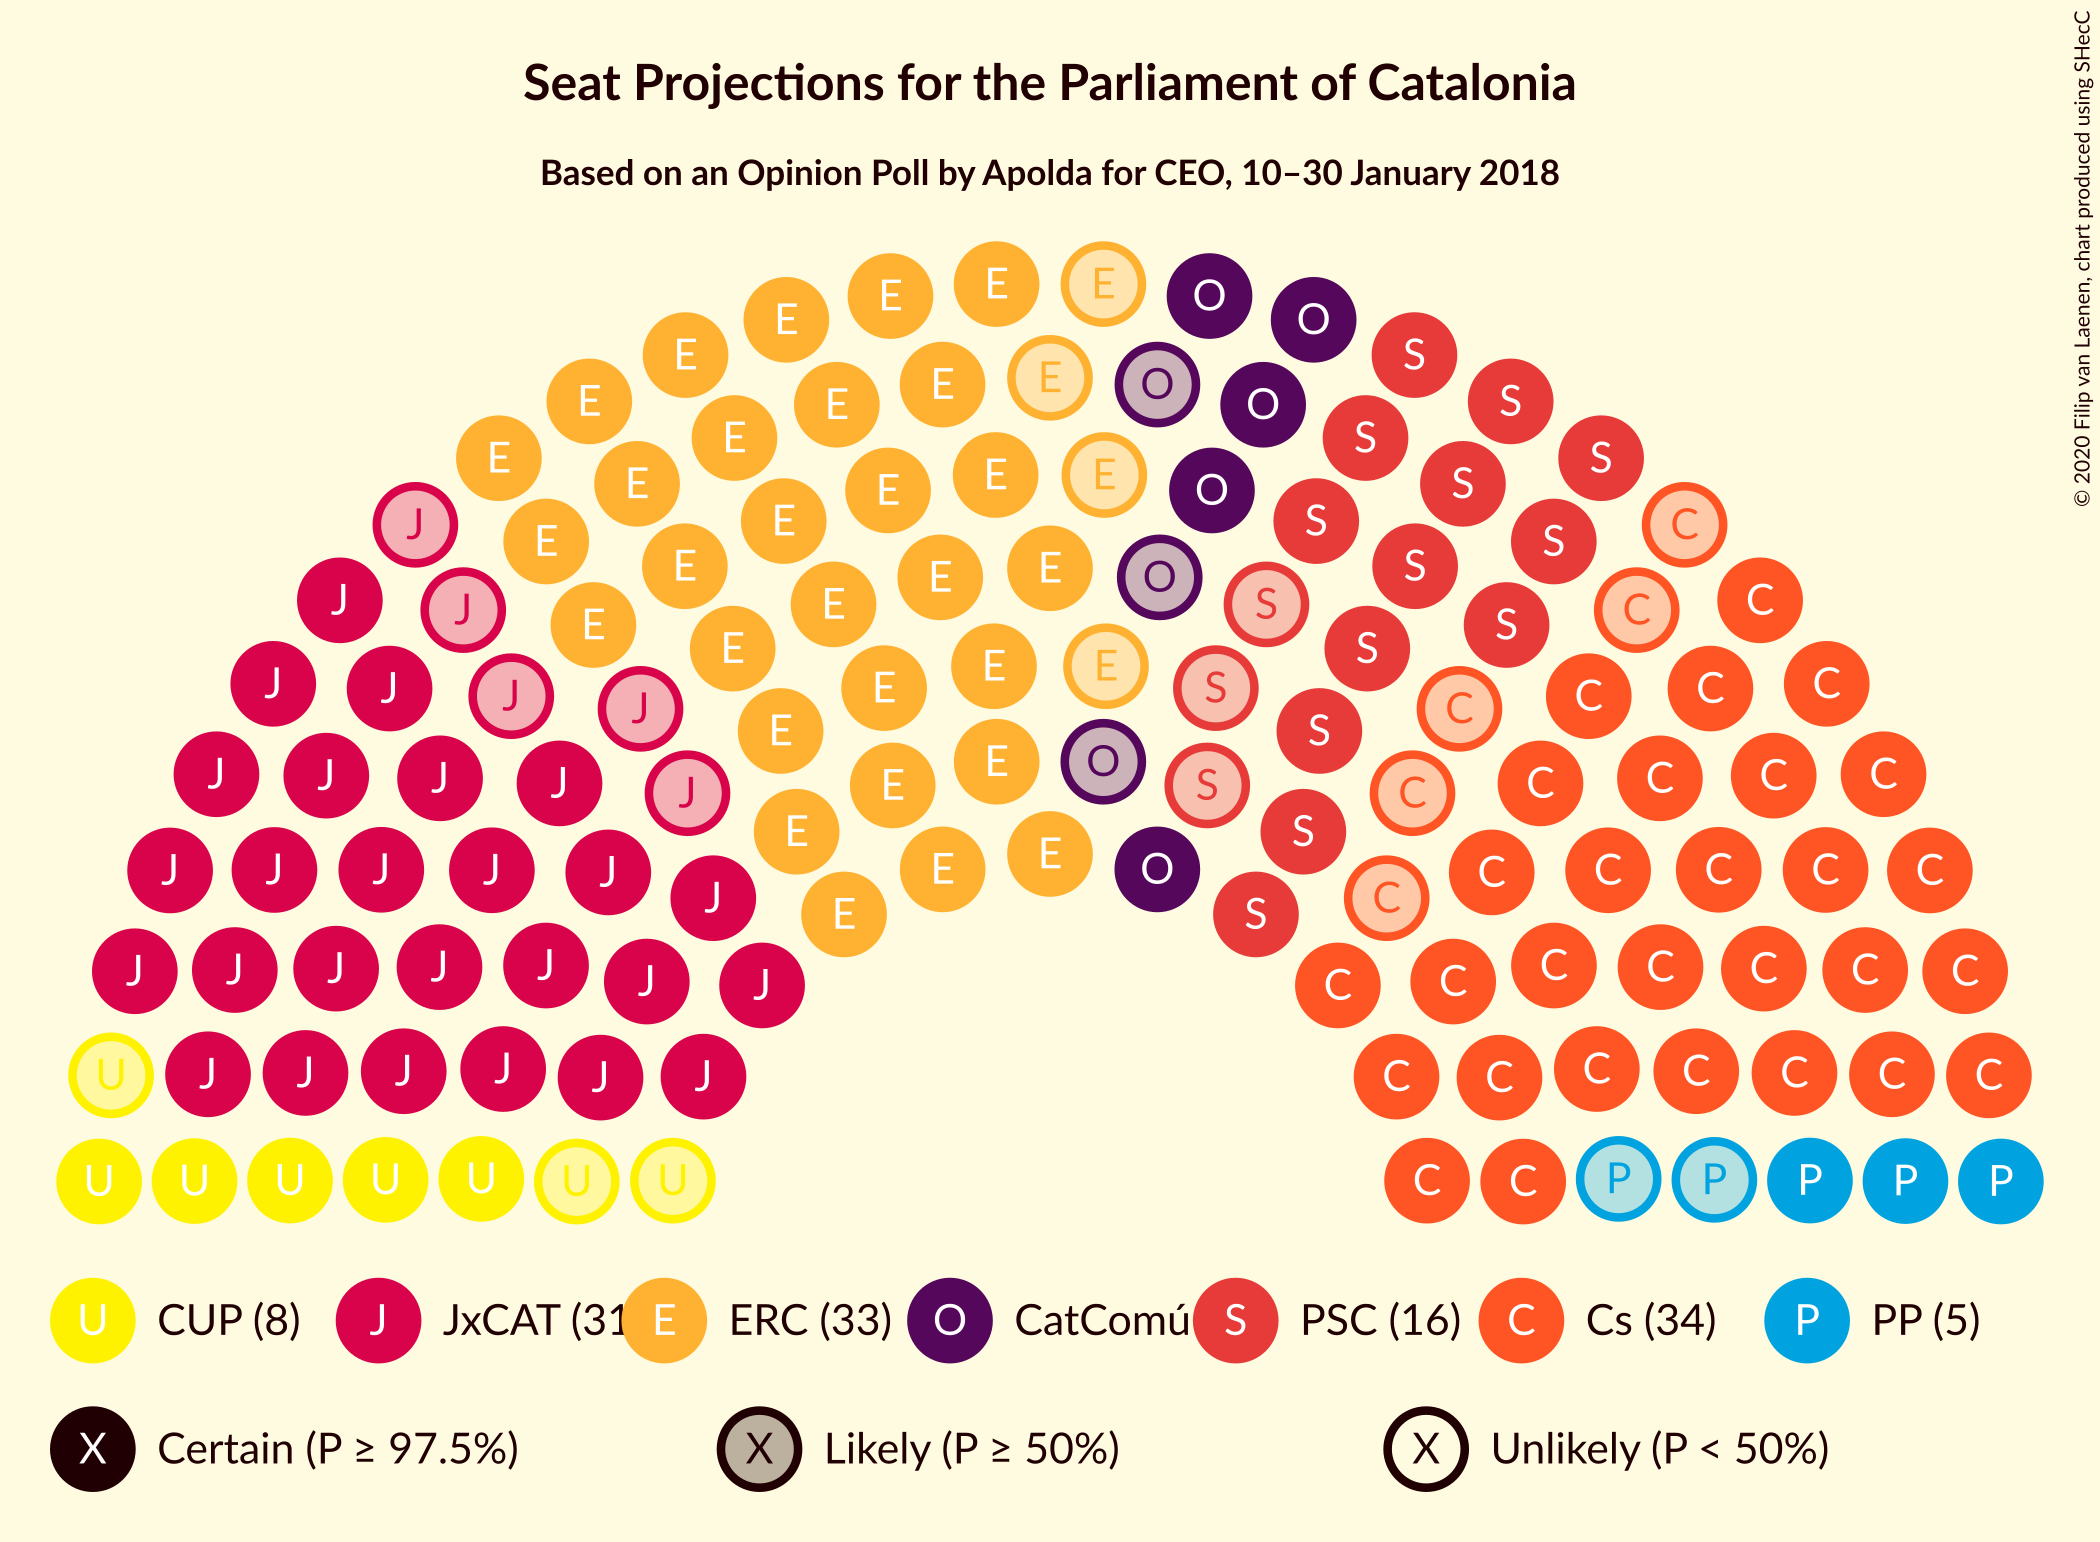 Seat Projections for the Parliament of Catalonia
Based on an Opinion Poll by Apolda for CEO, 10–30 January 2018
© 2020 Filip van Laenen, chart produced using SHecC
E E E O O
E S
E E O O S
E E S S
E E E O S S
E E S C
J E E E O S S C
E E S S
J J E E E S S C C
J J J J E E S C C C C
J J J J J E E O S C C C C C
J J J J J J E E E O S C C C C C C
J J J J J J J E S C C C C C C C
U J J J J J J C C C C C C C
U U U U U U U C C P P P P P
U CUP (8) J JxCAT (31 E ERC (33) O CatComú S PSC (16) C Cs (34) P PP (5)
X Certain (P ≥ 97.5%) X Likely (P ≥ 50%) X Unlikely (P < 50%)